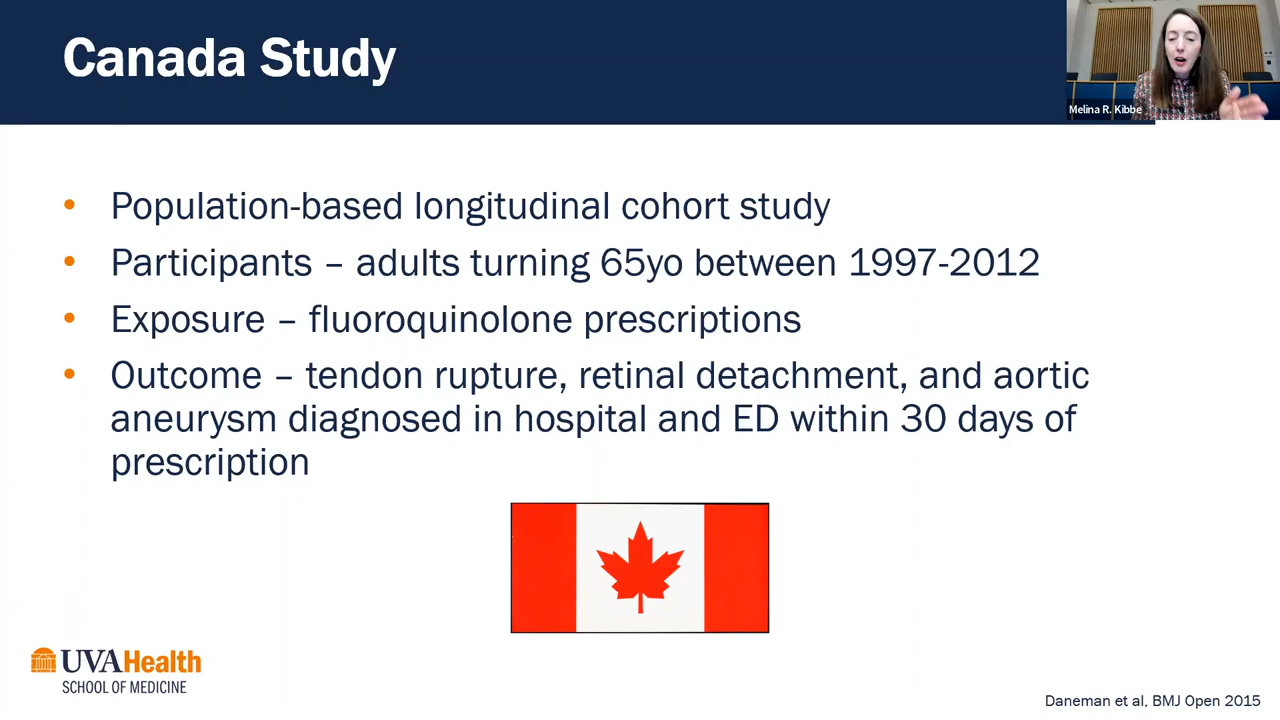 Canada Study
Melina R. Kibbe
• Population-based longitudinal cohort study
• Participants – adults turning 65yo between 1997-2012
• Exposure – fluoroquinolone prescriptions
• Outcome – tendon rupture, retinal detachment, and aortic
aneurysm diagnosed in hospital and ED within 30 days of
prescription
UVAHealth
SCHOOL OF MEDICINE
Daneman et al, BMJ Open 2015